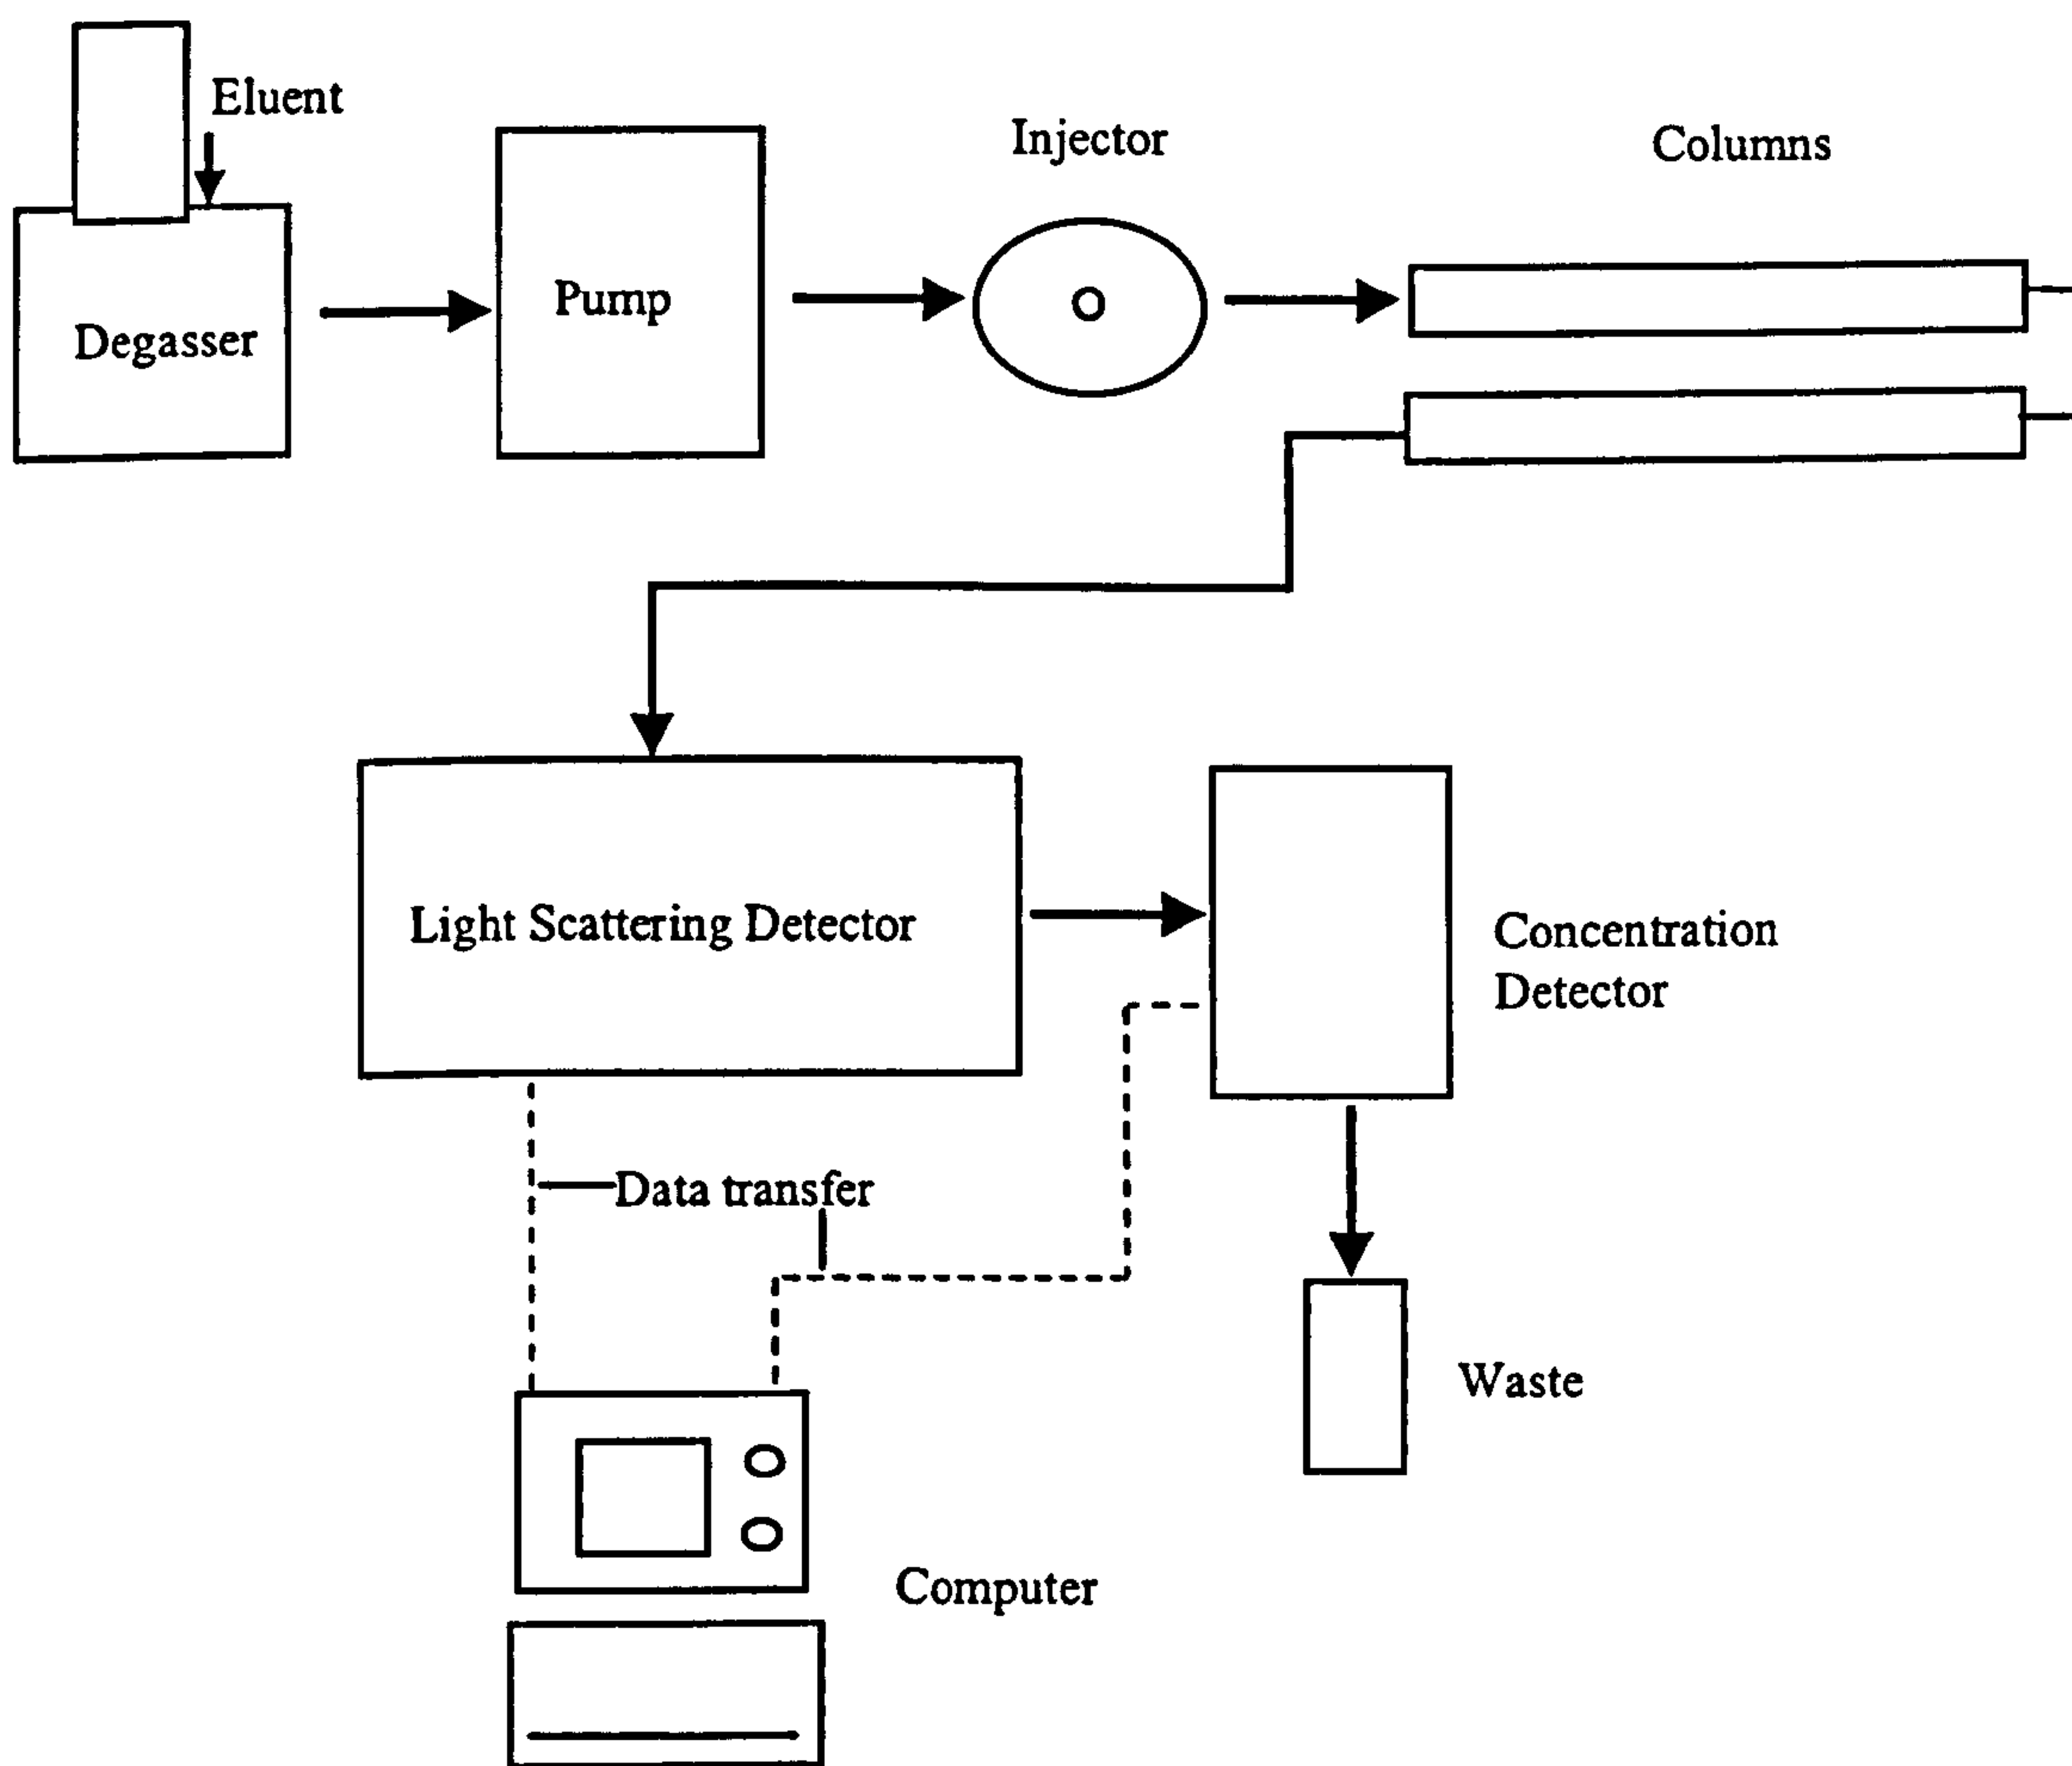 Eluent
Injector
Columns
Pump
Degasser
Light Scattering Detector
Concentration
Detector
Data transfer
Waste
Computer